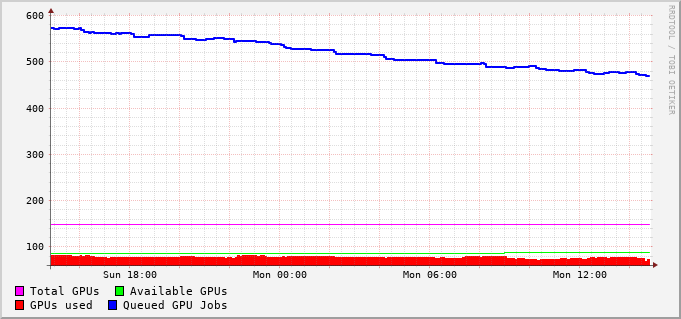 600
500
400
300
200
100
Sun 18:00 Mon 00:00 Mon 06:00 Mon 12:00
Total GPUs Available GPUs
GPUs used Queued GPU Jobs
RRDTOOL / TOBI OETIKER